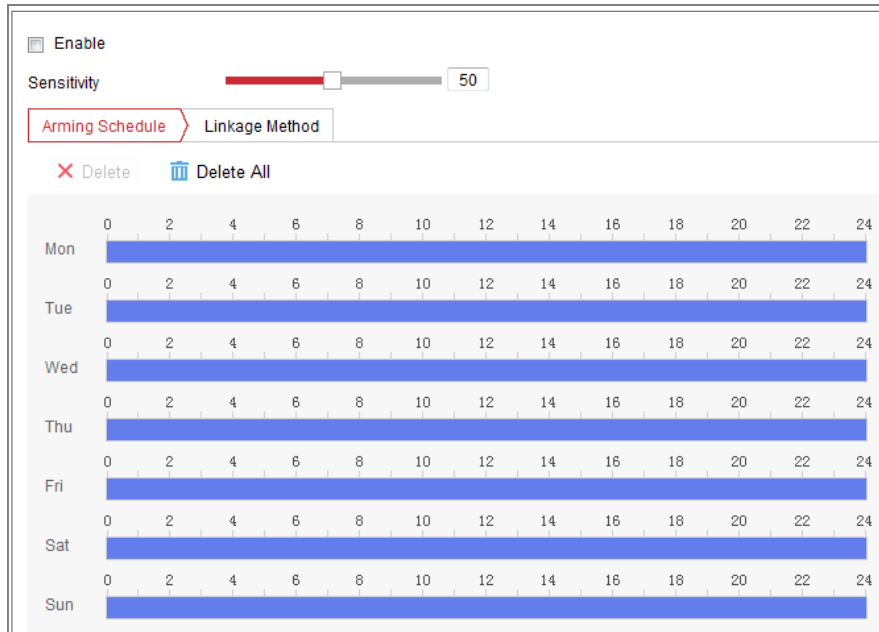 Enable
Sensitivity 50
Arming Schedule Linkage Method
Delete Delete All
0 2 4 6 8 10 12 14 16 18 20 22 24
Mon
0 2 4 6 8 10 12 14 16 18 20 22 24
Tue
0 2 4 6 8 10 12 14 16 18 20 22 24
Wed
0 2 4 6 8 10 12 14 16 18 20 22 24
Thu
0 2 4 6 8 10 12 14 16 18 20 22 24
Fri
0 2 4 6 8 10 12 14 16 18 20 22 24
Sat
0 2 4 6 8 10 12 14 16 18 20 22 24
Sun